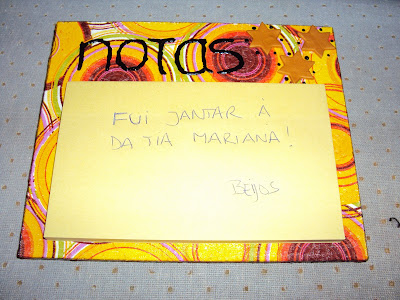 NOTAS
FUI JANTAR À
DA TIA MARIANA!
BEIJOS